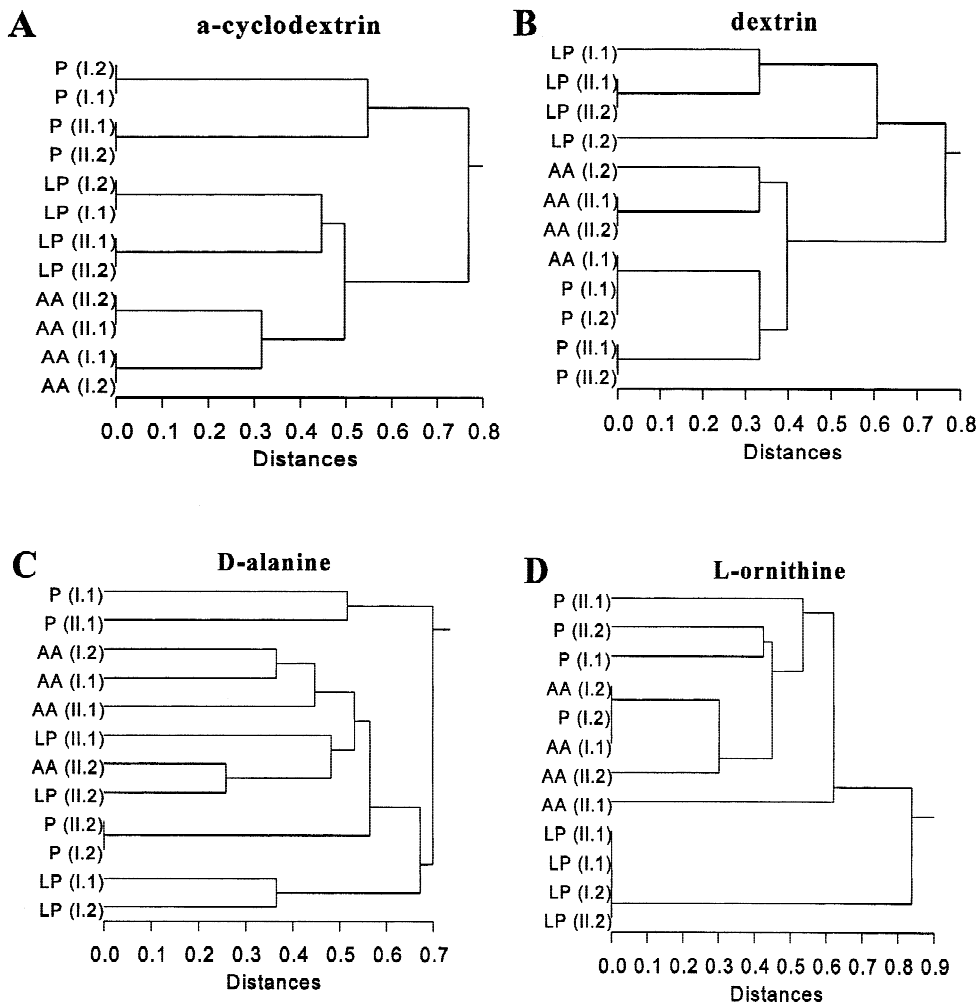 A
a-cyclodextrin
P (I.2)
P (I.1)
P (II.1)
P (II.2)
LP (I.2)
LP (I.1)
LP (II.1)
LP (II.2)
AA (II.2)
AA (II.1)
AA (I.1)
AA (I.2)
0.0 0.1 0.2 0.3 0.4 0.5 0.6 0.7 0.8
Distances
B
dextrin
LP (I.1)
LP (II.1)
LP (II.2)
LP (I.2)
AA (I.2)
AA (II.1)
AA (II.2)
AA (I.1)
P (I.1)
P (I.2)
P (II.1)
P (II.2)
0.0 0.1 0.2 0.3 0.4 0.5 0.6 0.7 0.8
Distances
C
D-alanine
P (I.1)
P (II.1)
AA (I.2)
AA (I.1)
AA (II.1)
LP (II.1)
AA (II.2)
LP (II.2)
P (II.2)
P (I.2)
LP (I.1)
LP (I.2)
0.0 0.1 0.2 0.3 0.4 0.5 0.6 0.7
Distances
D
L-ornithine
P (II.1)
P (II.2)
P (I.1)
AA (I.2)
P (I.2)
AA (I.1)
AA (II.2)
AA (II.1)
LP (II.1)
LP (I.1)
LP (I.2)
LP (II.2)
0.0 0.1 0.2 0.3 0.4 0.5 0.6 0.7 0.8 0.9
Distances